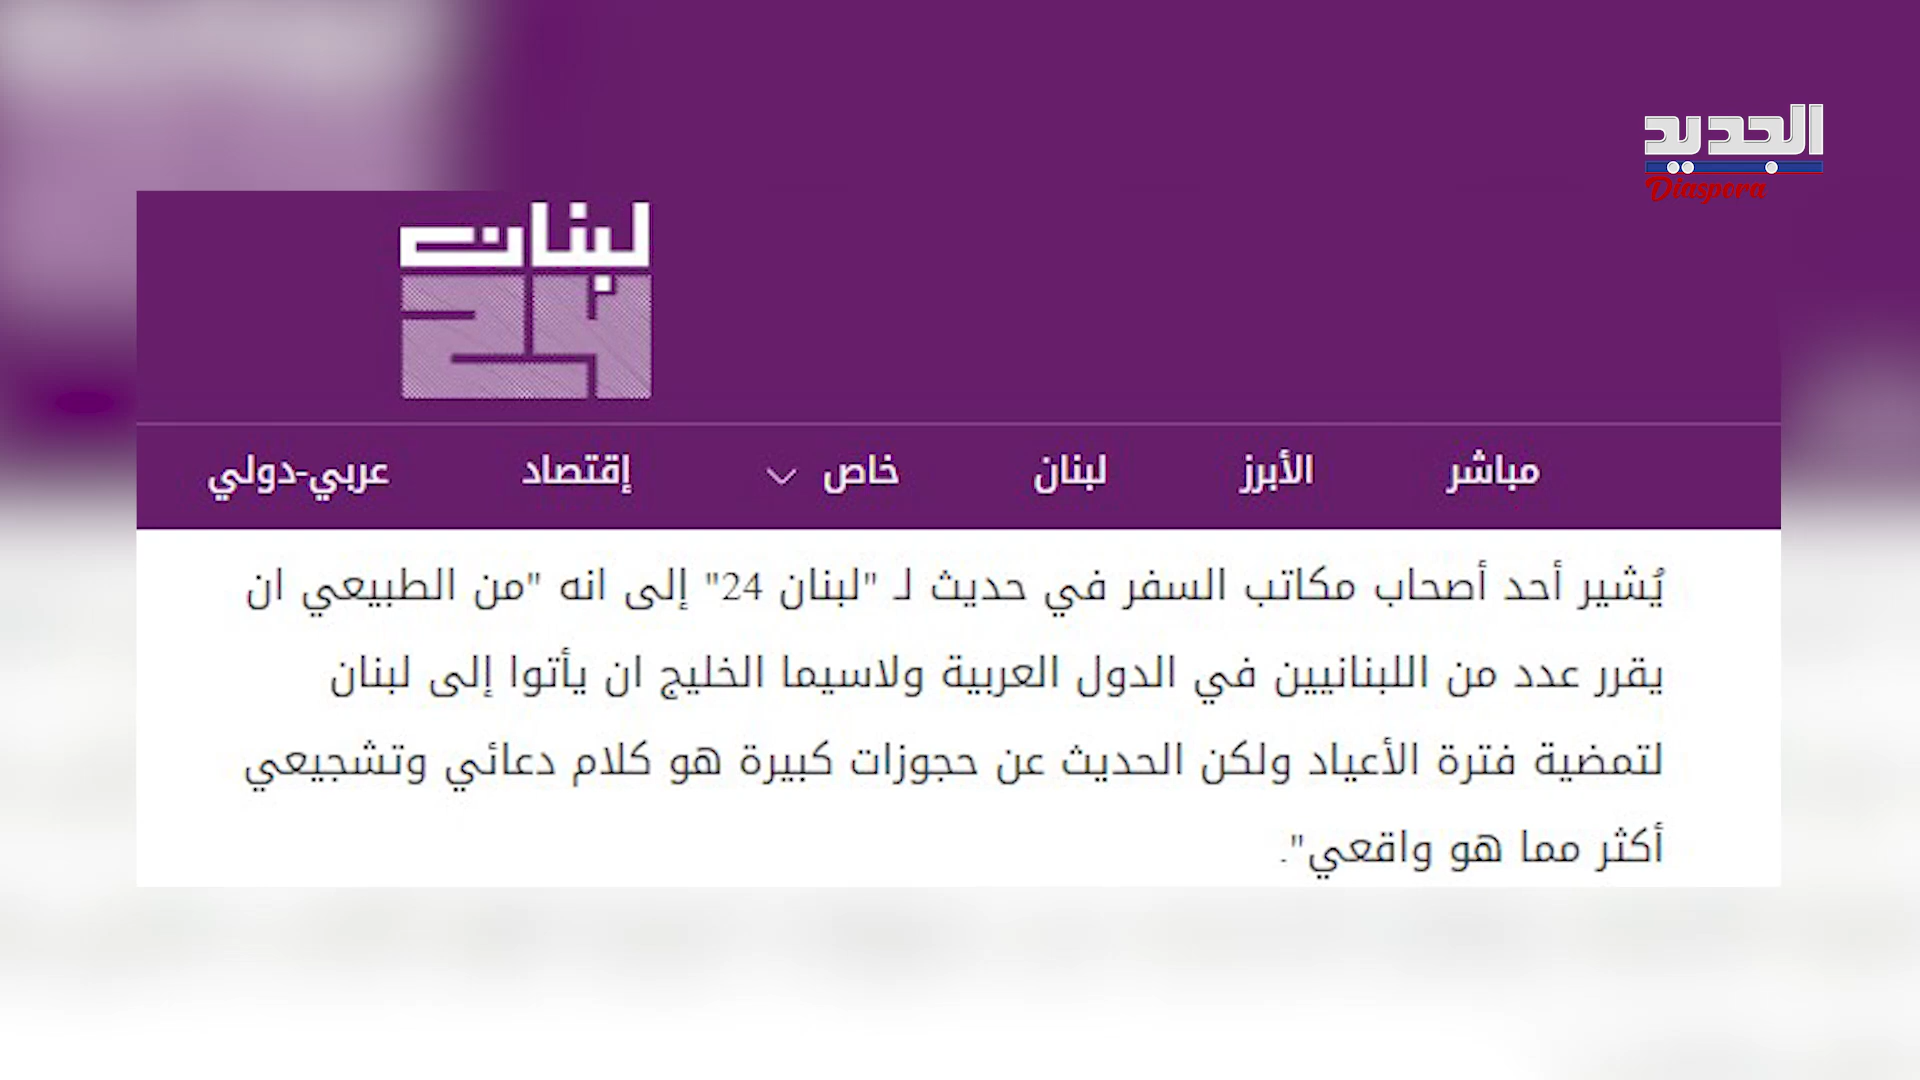 الجديد
Diaspora
لبنان
24
مباشر الأبرز لبنان خاص إقتصاد عربي-دولي
يُشير أحد أصحاب مكاتب السفر في حديث لـ "لبنان 24" إلى انه "من الطبيعي ان
يقرر عدد من اللبنانيين في الدول العربية ولاسيما الخليج ان يأتوا إلى لبنان
لتمضية فترة الأعياد ولكن الحديث عن حجوزات كبيرة هو كلام دعائي وتشجيعي
أكثر مما هو واقعي".